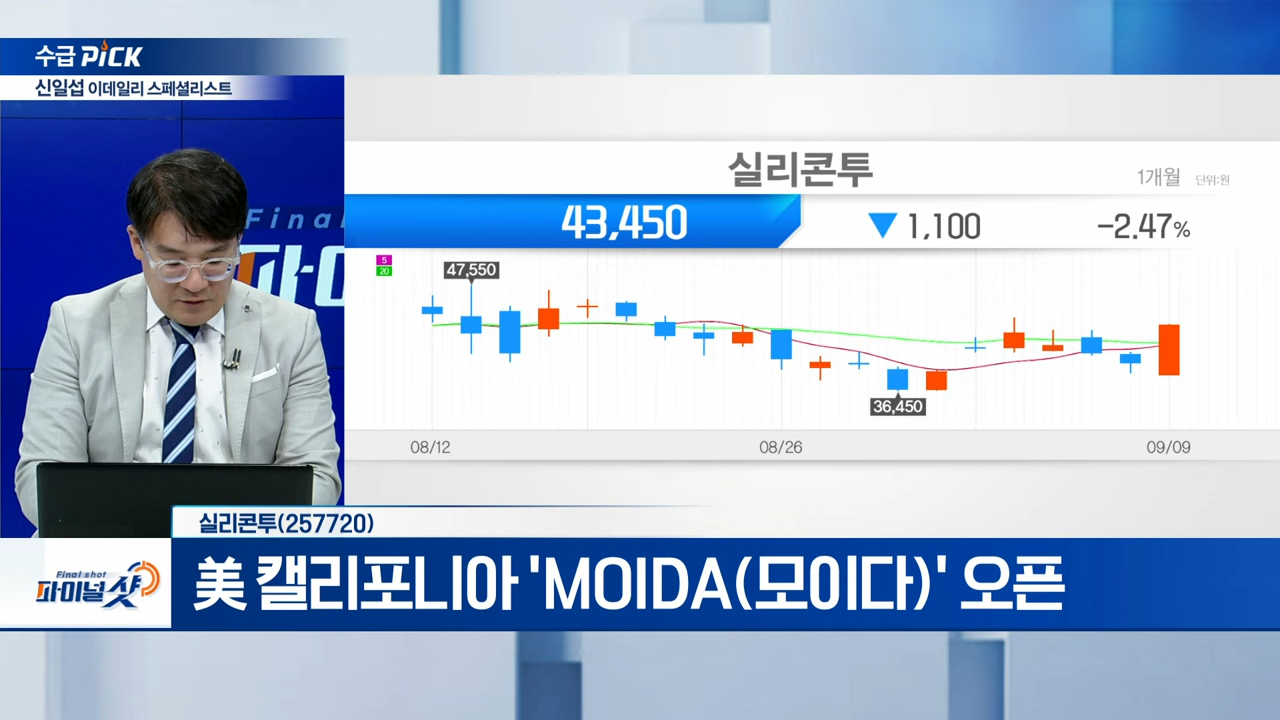 수급 PiCK
신일섭 이데일리 스페셜리스트
Final
파이
실리콘투
1개월 단위:원
43,450 ▼ 1,100 -2.47%
5
20
47,550
36,450
08/12 08/26 09/09
실리콘투(257720)
Final shot
파이널샷
美 캘리포니아 'MOIDA(모이다)' 오픈